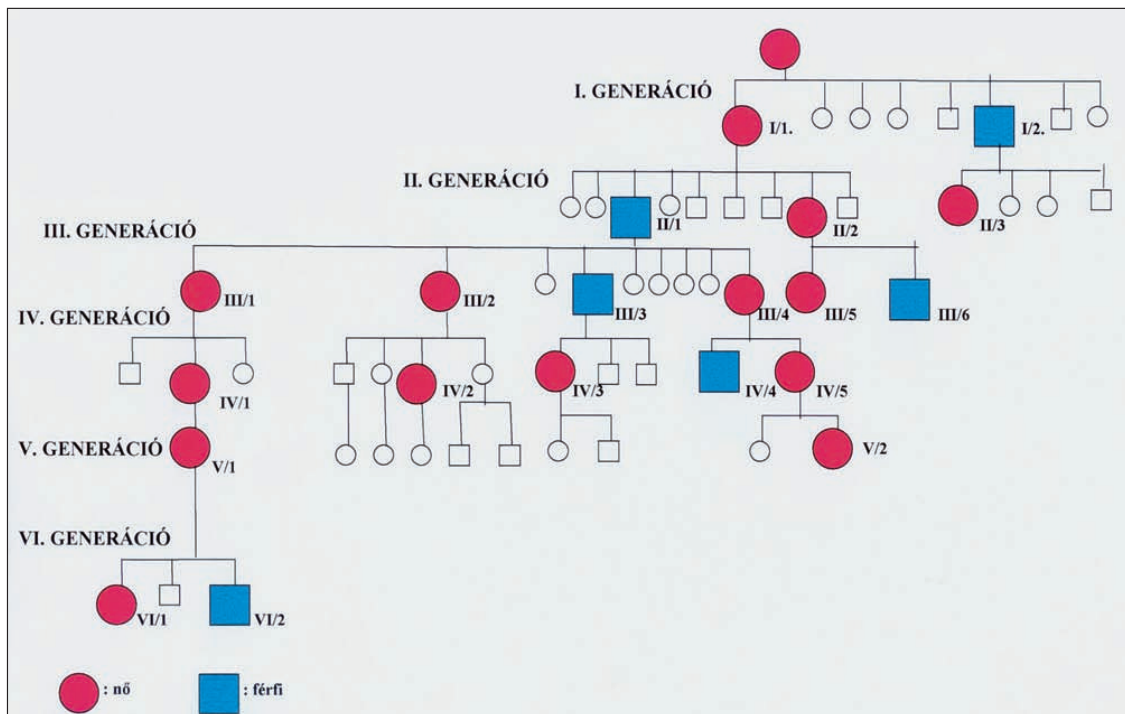 I. GENERÁCIÓ
I/1.
I/2.
II. GENERÁCIÓ
II/1
II/2
II/3
III. GENERÁCIÓ
III/1
III/2
III/3
III/4
III/5
III/6
IV. GENERÁCIÓ
IV/1
IV/2
IV/3
IV/4
IV/5
V. GENERÁCIÓ
V/1
V/2
VI. GENERÁCIÓ
VI/1
VI/2
: nő
: férfi